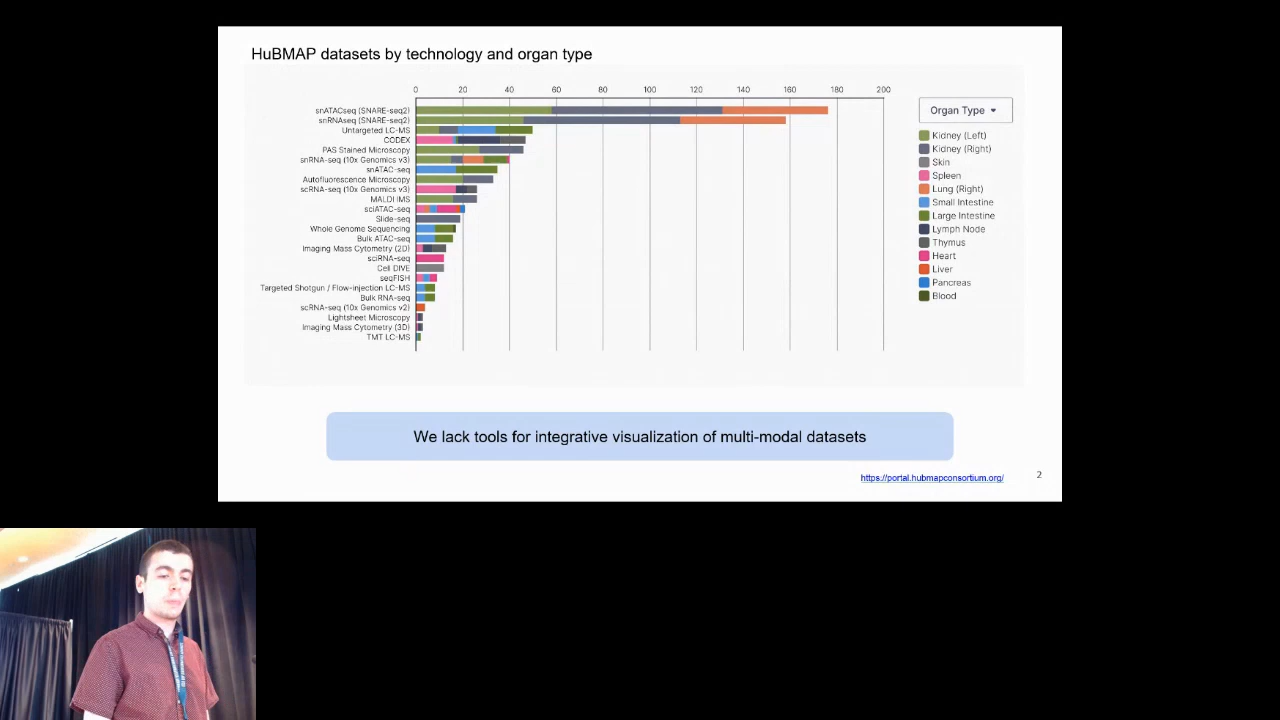 HuBMAP datasets by technology and organ type
0 20 40 60 80 100 120 140 160 180 200
snATACseq (SNARE-seq2)
snRNAseq (SNARE-seq2)
Untargeted LC-MS
CODEX
PAS Stained Microscopy
snRNA-seq (10x Genomics v3)
snATAC-seq
Autofluorescence Microscopy
scRNA-seq (10x Genomics v3)
MALDI IMS
sciATAC-seq
Slide-seq
Whole Genome Sequencing
Bulk ATAC-seq
Imaging Mass Cytometry (2D)
sciRNA-seq
Cell DIVE
seqFISH
Targeted Shotgun / Flow-injection LC-MS
Bulk RNA-seq
scRNA-seq (10x Genomics v2)
Lightsheet Microscopy
Imaging Mass Cytometry (3D)
TMT LC-MS
Organ Type
Kidney (Left)
Kidney (Right)
Skin
Spleen
Lung (Right)
Small Intestine
Large Intestine
Lymph Node
Thymus
Heart
Liver
Pancreas
Blood
We lack tools for integrative visualization of multi-modal datasets
https://portal.hubmapconsortium.org/
2